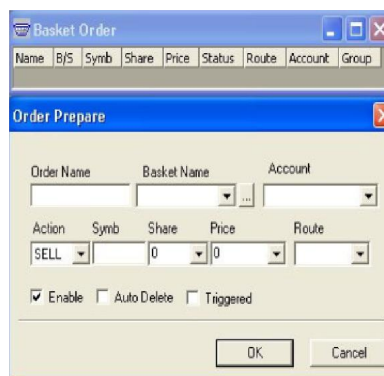 Basket Order
Name B/S Symb Share Price Status Route Account Group
Order Prepare
Order Name Basket Name Account
...
Action Symb Share Price Route
SELL 0 0
Enable Auto Delete Triggered
OK Cancel